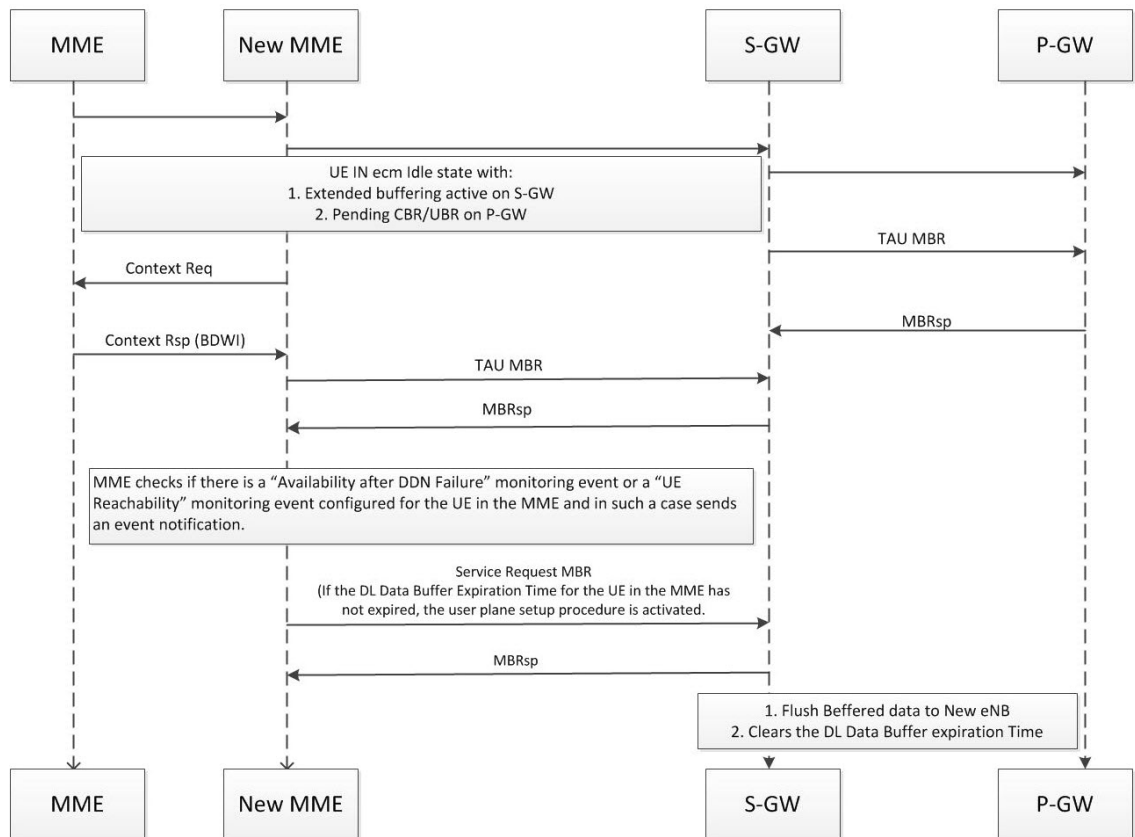 MME
New MME
S-GW
P-GW
UE IN ecm Idle state with:
1. Extended buffering active on S-GW
2. Pending CBR/UBR on P-GW
TAU MBR
Context Req
MBRsp
Context Rsp (BDWI)
TAU MBR
MBRsp
MME checks if there is a “Availability after DDN Failure” monitoring event or a “UE
Reachability” monitoring event configured for the UE in the MME and in such a case sends
an event notification.
Service Request MBR
(If the DL Data Buffer Expiration Time for the UE in the MME has
not expired, the user plane setup procedure is activated.
MBRsp
1. Flush Beffered data to New eNB
2. Clears the DL Data Buffer expiration Time
MME
New MME
S-GW
P-GW